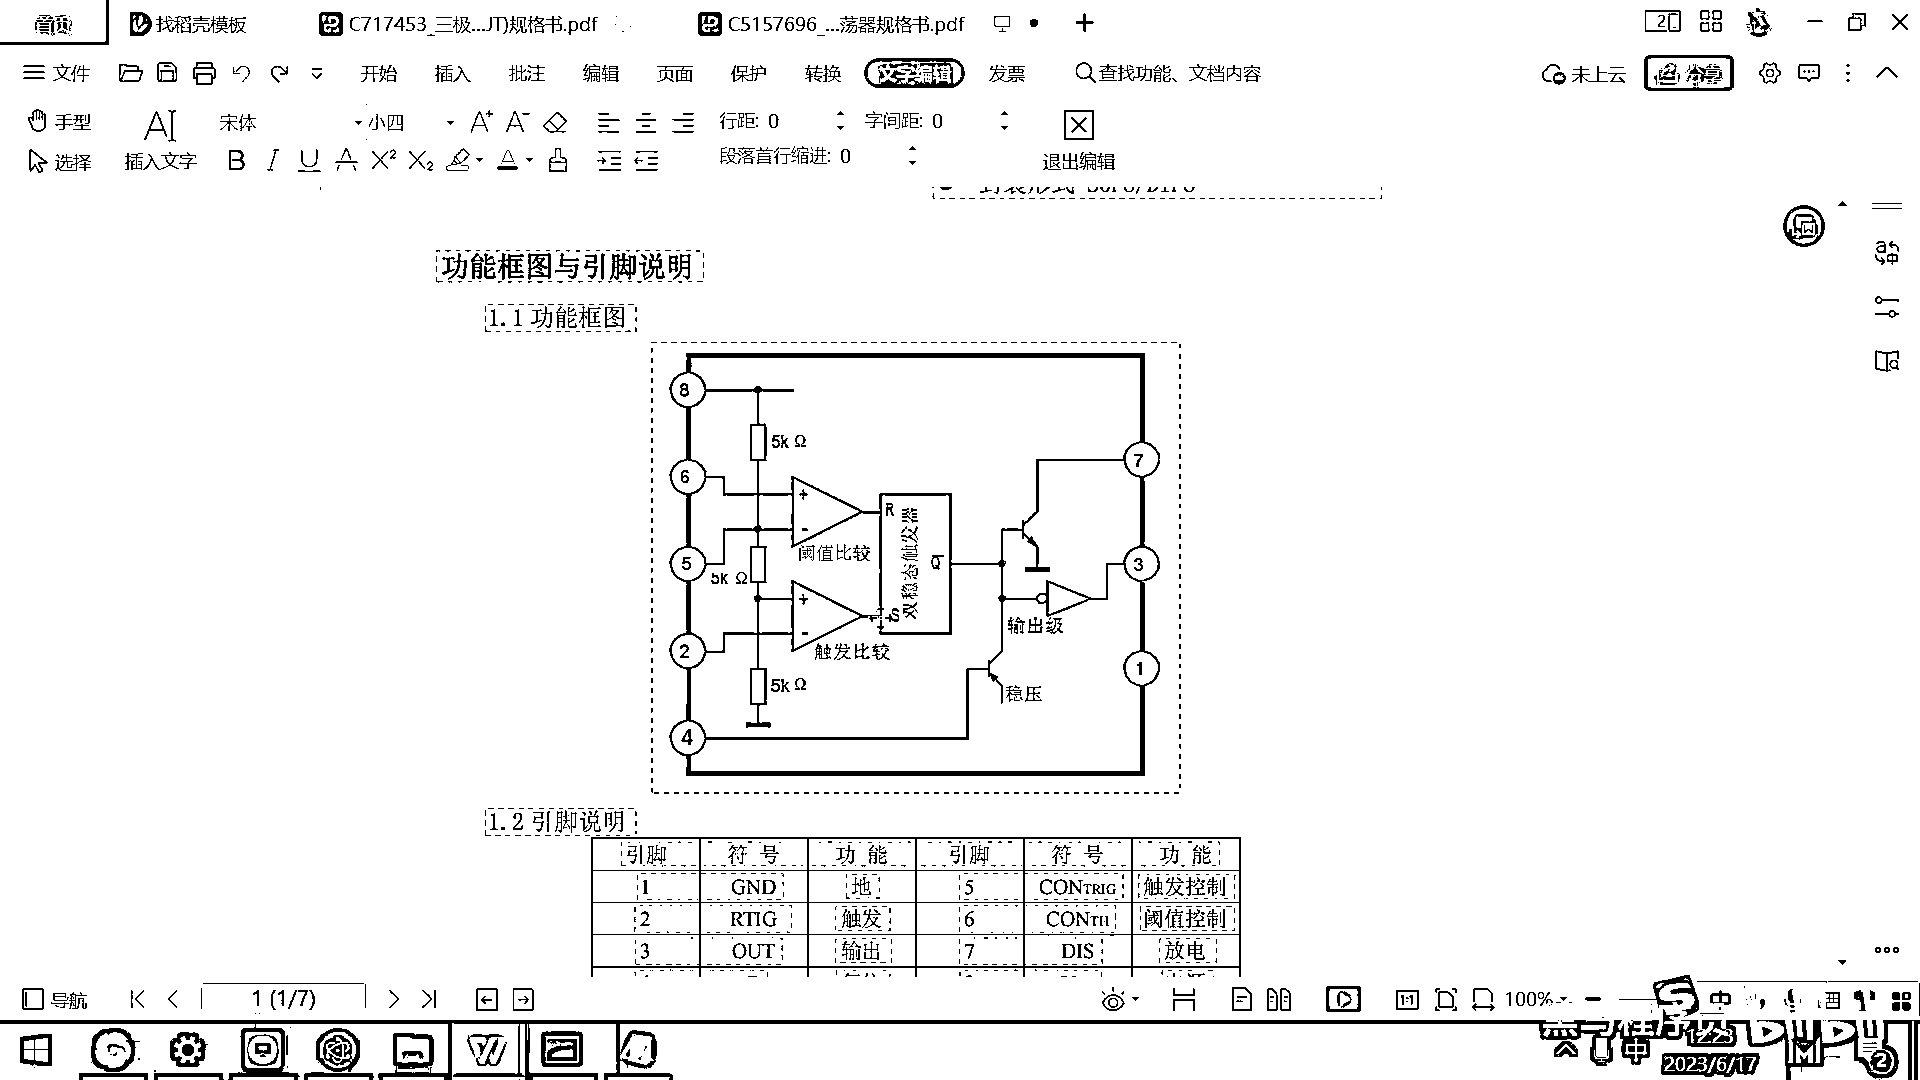 首页 找稻壳模板 C717453_三极...JT)规格书.pdf C5157696_...荡器规格书.pdf
文件 开始 插入 批注 编辑 页面 保护 转换 文字编辑 发票 查找功能、文档内容 未上云 分享
手型 宋体 小四 A+ A- 行距: 0 字间距: 0
选择 插入文字 B I U A X² X₂ A 段落首行缩进: 0 退出编辑
功能框图与引脚说明
1.1 功能框图
8
5k Ω
6
7
+
R
-
阈值比较
双稳态触发器
Q
5
5k Ω
3
+
S
-
输出级
2
触发比较
1
5k Ω
稳压
4
1.2 引脚说明
引脚 符 号 功 能 引脚 符 号 功 能
1 GND 地 5 CONTRIG 触发控制
2 RTIG 触发 6 CONTH 阈值控制
3 OUT 输出 7 DIS 放电
导航 1 (1/7) 1:1 100% 中
中 12:23
2023/6/17 2